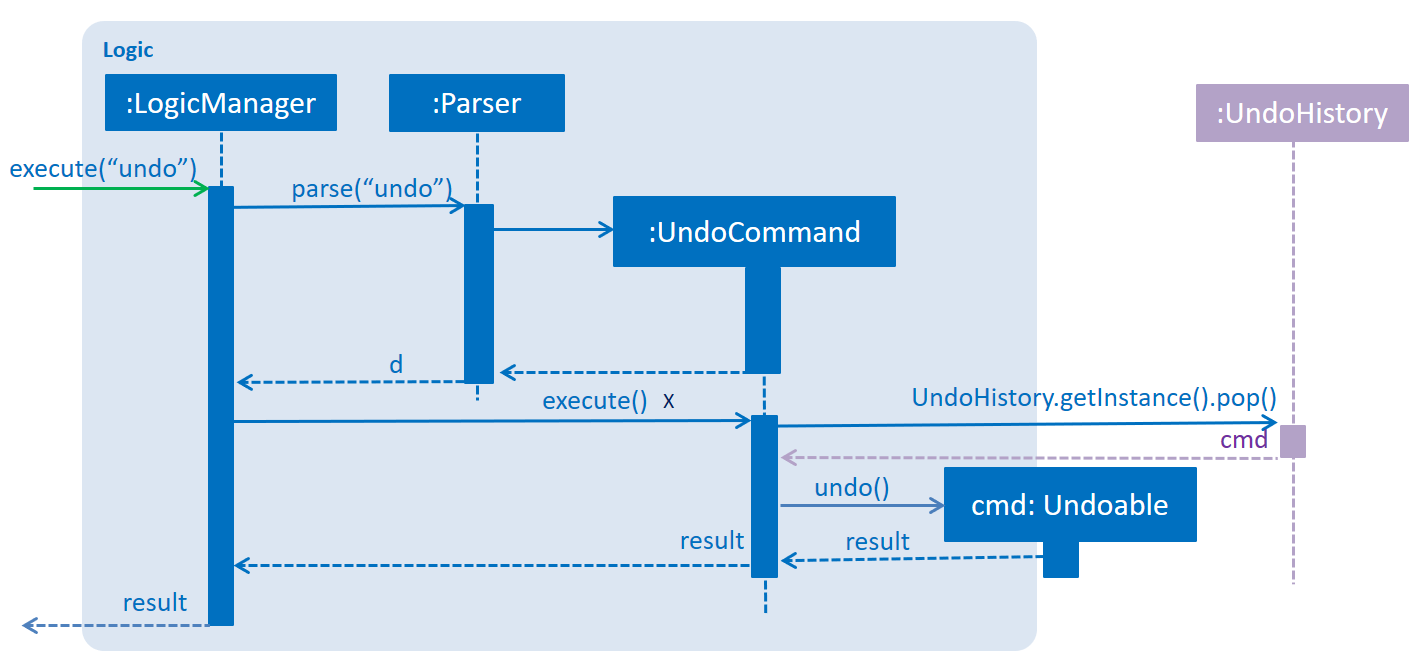 Logic
:LogicManager
:Parser
:UndoHistory
execute(“undo”)
parse(“undo”)
:UndoCommand
d
execute() X
UndoHistory.getInstance().pop()
cmd
undo()
cmd: Undoable
result
result
result